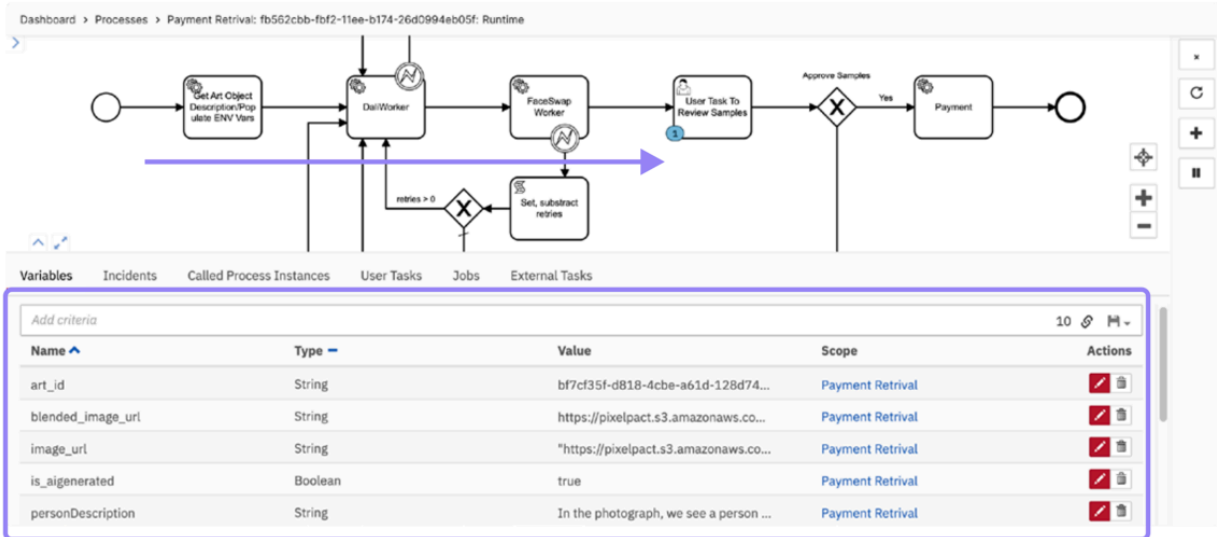 Dashboard > Processes > Payment Retrival: fb562cbb-fbf2-11ee-b174-26d0994eb05f: Runtime
Get Art Object
Description/Pop
ulate ENV Vars
DaliWorker
FaceSwap
Worker
User Task To
Review Samples
1
Approve Samples
Yes
Payment
retries > 0
Set, substract
retries
Variables Incidents Called Process Instances User Tasks Jobs External Tasks
Add criteria 10
Name Type Value Scope Actions
art_id String bf7cf35f-d818-4cbe-a61d-128d74... Payment Retrival
blended_image_url String https://pixelpact.s3.amazonaws.co... Payment Retrival
image_url String "https://pixelpact.s3.amazonaws.co... Payment Retrival
is_aigenerated Boolean true Payment Retrival
personDescription String In the photograph, we see a person ... Payment Retrival